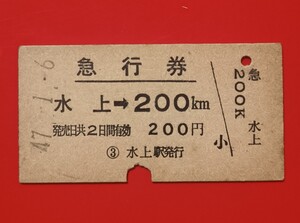 47.1.6
急行券
水上→200km
発売日共2日間有効 200円
③ 水上駅発行
小
急
200K
水上